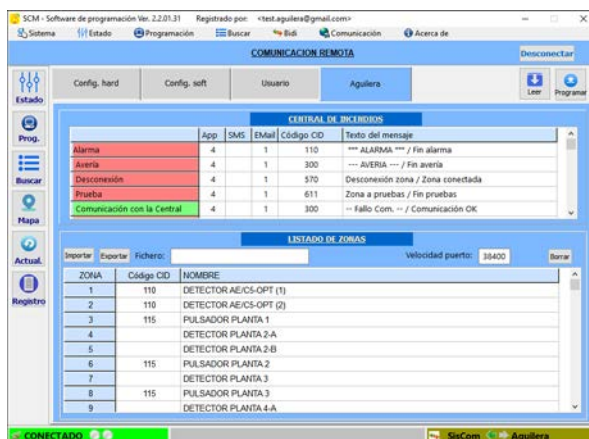 SCM - Software de programación Ver. 2.2.01.31 Registrado por: <test.aguilera@gmail.com>
Sistema Estado Programación Buscar Bidi Comunicación Acerca de
COMUNICACION REMOTA Desconectar
Config. hard Config. soft Usuario Aguilera Leer Programar
Estado
Prog.
Buscar
Mapa
Actual.
Registro
CENTRAL DE INCENDIOS
App SMS EMail Código CID Texto del mensaje
Alarma 4 1 110 *** ALARMA *** / Fin alarma
Avería 4 1 300 --- AVERIA --- / Fin avería
Desconexión 4 1 570 Desconexión zona / Zona conectada
Prueba 4 1 611 Zona a pruebas / Fin pruebas
Comunicación con la Central 4 1 300 -- Fallo Com. -- / Comunicación OK
LISTADO DE ZONAS
Importar Exportar Fichero: Velocidad puerto: 38400 Borrar
ZONA Código CID NOMBRE
1 110 DETECTOR AE/C5-OPT (1)
2 110 DETECTOR AE/C5-OPT (2)
3 115 PULSADOR PLANTA 1
4 DETECTOR PLANTA 2-A
5 DETECTOR PLANTA 2-B
6 115 PULSADOR PLANTA 2
7 DETECTOR PLANTA 3
8 115 PULSADOR PLANTA 3
9 DETECTOR PLANTA 4-A
CONECTADO SisCom Aguilera